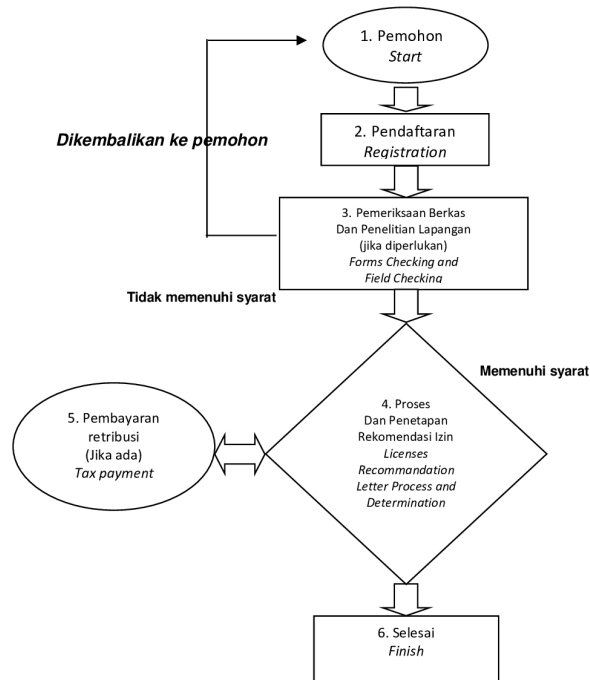 1. Pemohon
Start
Dikembalikan ke pemohon
2. Pendaftaran
Registration
3. Pemeriksaan Berkas
Dan Penelitian Lapangan
(jika diperlukan)
Forms Checking and
Field Checking
Tidak memenuhi syarat
Memenuhi syarat
4. Proses
Dan Penetapan
Rekomendasi Izin
Licenses
Recommandation
Letter Process and
Determination
5. Pembayaran
retribusi
(Jika ada)
Tax payment
6. Selesai
Finish